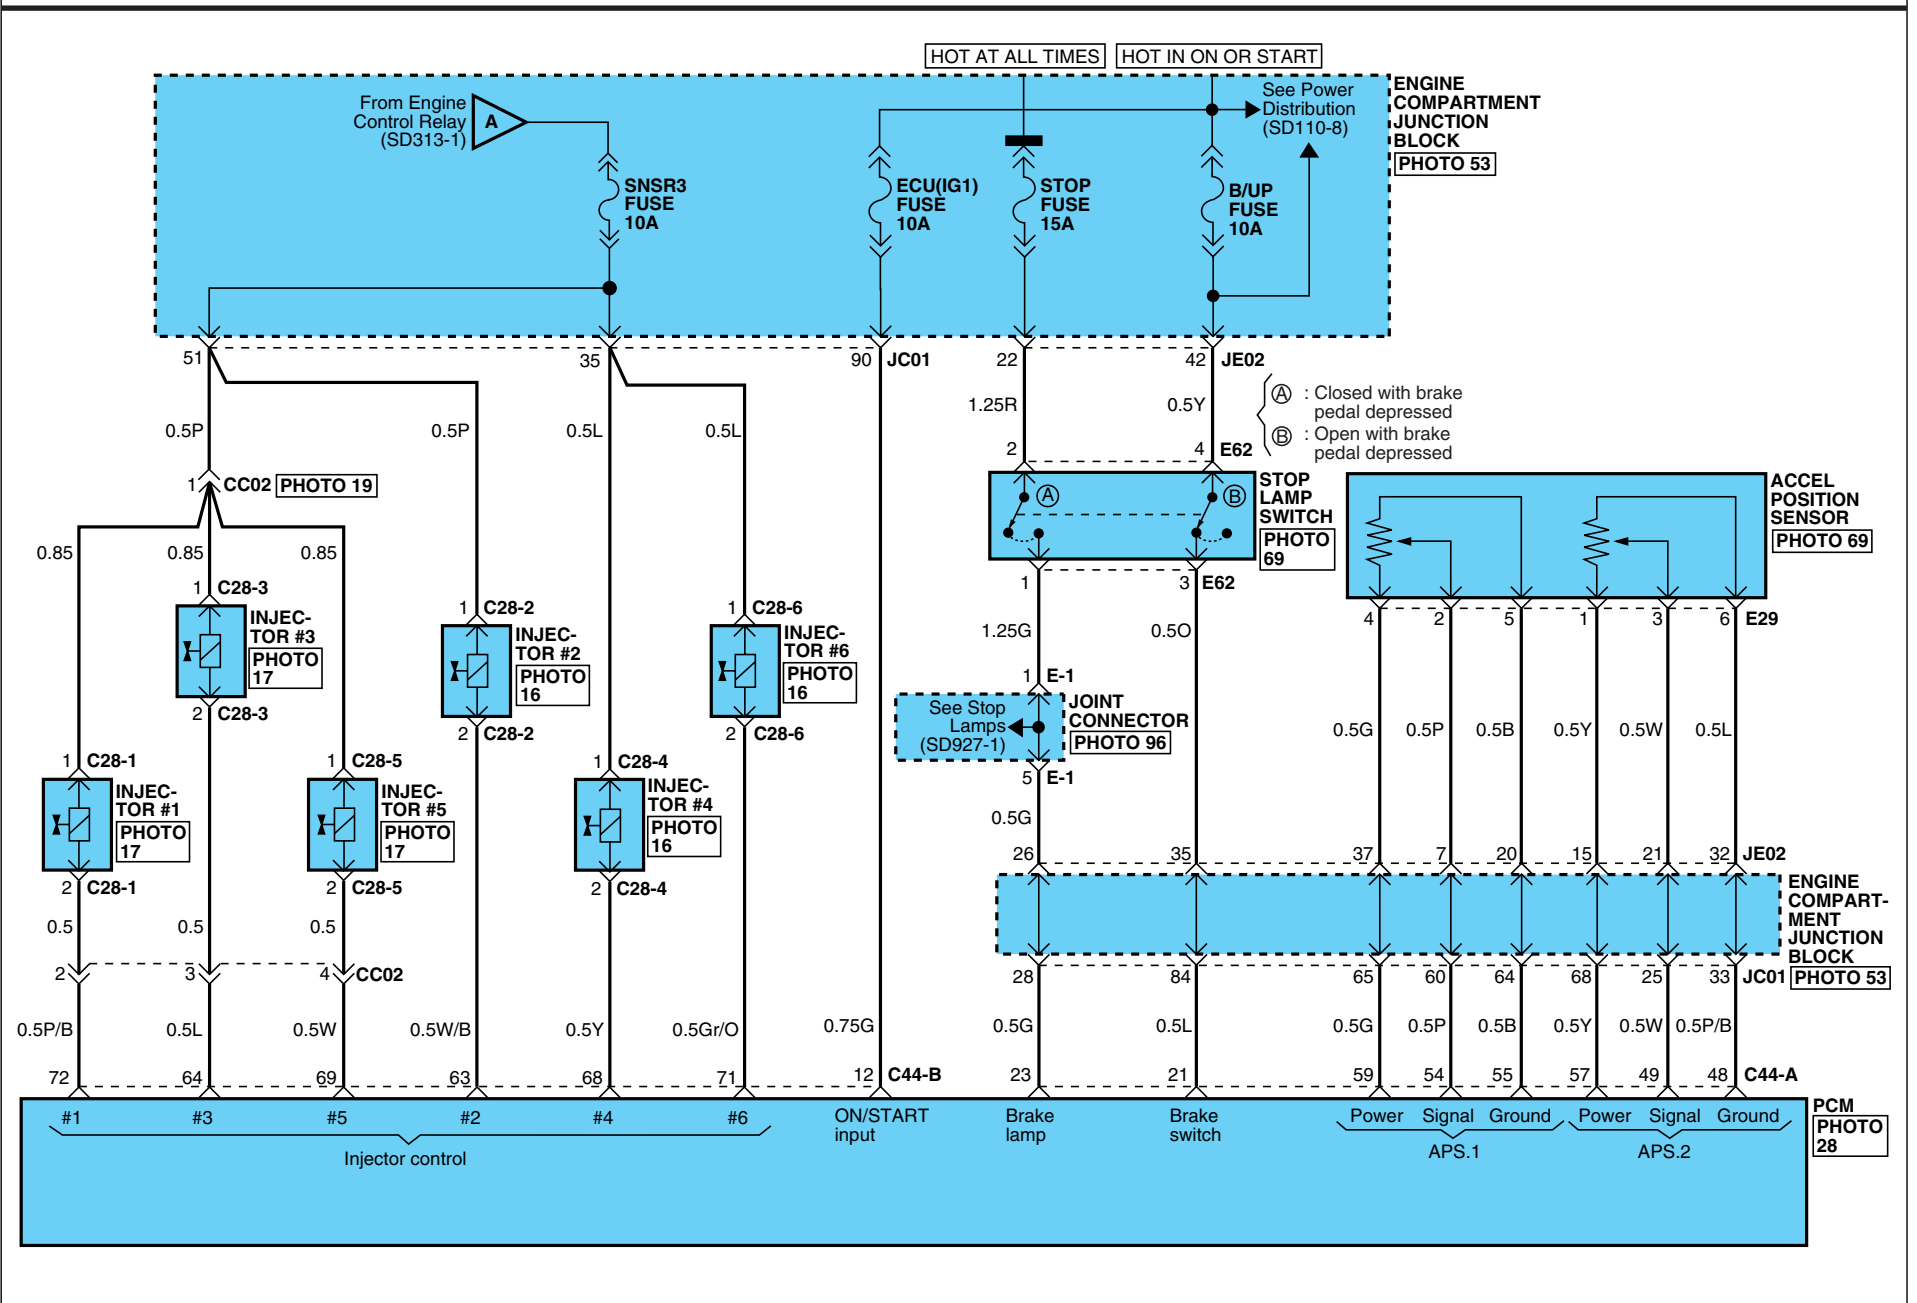 HOT AT ALL TIMES
HOT IN ON OR START
From Engine
Control Relay
(SD313-1)
A
See Power
Distribution
(SD110-8)
ENGINE
COMPARTMENT
JUNCTION
BLOCK
PHOTO 53
SNSR3
FUSE
10A
ECU(IG1)
FUSE
10A
STOP
FUSE
15A
B/UP
FUSE
10A
51
35
90
JC01
22
42
JE02
A : Closed with brake
pedal depressed
B : Open with brake
pedal depressed
0.5P
0.5P
0.5L
0.5L
1.25R
0.5Y
1
CC02
PHOTO 19
2
4
E62
A
B
STOP
LAMP
SWITCH
PHOTO
69
ACCEL
POSITION
SENSOR
PHOTO 69
0.85
0.85
0.85
1
C28-3
INJEC-
TOR #3
PHOTO
17
2
C28-3
1
C28-2
INJEC-
TOR #2
PHOTO
16
2
C28-2
1
C28-6
INJEC-
TOR #6
PHOTO
16
2
C28-6
1
3
E62
4
2
5
1
3
6
E29
1.25G
0.5O
1
E-1
See Stop
Lamps
(SD927-1)
JOINT
CONNECTOR
PHOTO 96
5
E-1
0.5G
0.5P
0.5B
0.5Y
0.5W
0.5L
1
C28-1
INJEC-
TOR #1
PHOTO
17
2
C28-1
1
C28-5
INJEC-
TOR #5
PHOTO
17
2
C28-5
1
C28-4
INJEC-
TOR #4
PHOTO
16
2
C28-4
0.5G
26
35
37
7
20
15
21
32
JE02
ENGINE
COMPART-
MENT
JUNCTION
BLOCK
PHOTO 53
0.5
0.5
0.5
2
3
4
CC02
28
84
65
60
64
68
25
33
JC01
0.5P/B
0.5L
0.5W
0.5W/B
0.5Y
0.5Gr/O
0.75G
0.5G
0.5L
0.5G
0.5P
0.5B
0.5Y
0.5W
0.5P/B
72
64
69
63
68
71
12
C44-B
23
21
59
54
55
57
49
48
C44-A
#1
#3
#5
#2
#4
#6
Injector control
ON/START
input
Brake
lamp
Brake
switch
Power
Signal
Ground
APS.1
Power
Signal
Ground
APS.2
PCM
PHOTO
28